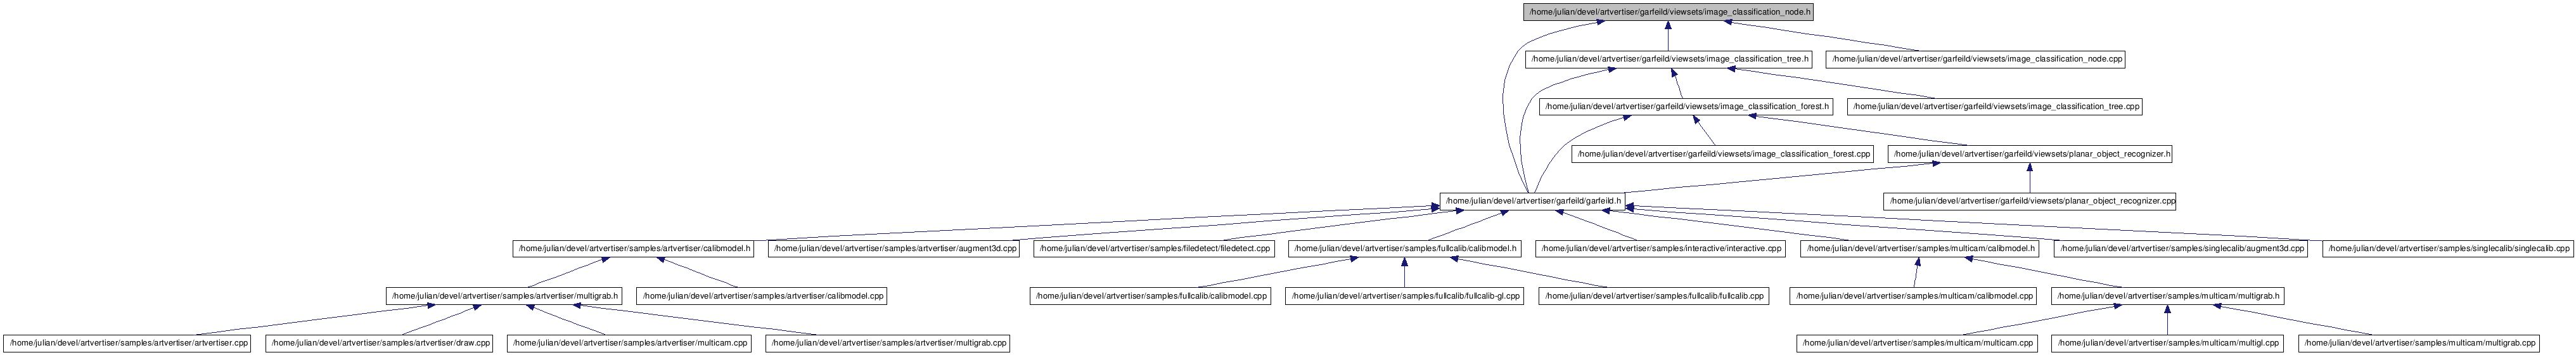 /home/julian/devel/artvertiser/garfeild/viewsets/image_classification_node.h
/home/julian/devel/artvertiser/garfeild/viewsets/image_classification_tree.h
/home/julian/devel/artvertiser/garfeild/viewsets/image_classification_node.cpp
/home/julian/devel/artvertiser/garfeild/viewsets/image_classification_forest.h
/home/julian/devel/artvertiser/garfeild/viewsets/image_classification_tree.cpp
/home/julian/devel/artvertiser/garfeild/viewsets/image_classification_forest.cpp
/home/julian/devel/artvertiser/garfeild/viewsets/planar_object_recognizer.h
/home/julian/devel/artvertiser/garfeild/garfeild.h
/home/julian/devel/artvertiser/garfeild/viewsets/planar_object_recognizer.cpp
/home/julian/devel/artvertiser/samples/artvertiser/calibmodel.h
/home/julian/devel/artvertiser/samples/artvertiser/augment3d.cpp
/home/julian/devel/artvertiser/samples/filedetect/filedetect.cpp
/home/julian/devel/artvertiser/samples/fullcalib/calibmodel.h
/home/julian/devel/artvertiser/samples/interactive/interactive.cpp
/home/julian/devel/artvertiser/samples/multicam/calibmodel.h
/home/julian/devel/artvertiser/samples/singlecalib/augment3d.cpp
/home/julian/devel/artvertiser/samples/singlecalib/singlecalib.cpp
/home/julian/devel/artvertiser/samples/artvertiser/multigrab.h
/home/julian/devel/artvertiser/samples/artvertiser/calibmodel.cpp
/home/julian/devel/artvertiser/samples/fullcalib/calibmodel.cpp
/home/julian/devel/artvertiser/samples/fullcalib/fullcalib-gl.cpp
/home/julian/devel/artvertiser/samples/fullcalib/fullcalib.cpp
/home/julian/devel/artvertiser/samples/multicam/calibmodel.cpp
/home/julian/devel/artvertiser/samples/multicam/multigrab.h
/home/julian/devel/artvertiser/samples/artvertiser/artvertiser.cpp
/home/julian/devel/artvertiser/samples/artvertiser/draw.cpp
/home/julian/devel/artvertiser/samples/artvertiser/multicam.cpp
/home/julian/devel/artvertiser/samples/artvertiser/multigrab.cpp
/home/julian/devel/artvertiser/samples/multicam/multicam.cpp
/home/julian/devel/artvertiser/samples/multicam/multigl.cpp
/home/julian/devel/artvertiser/samples/multicam/multigrab.cpp